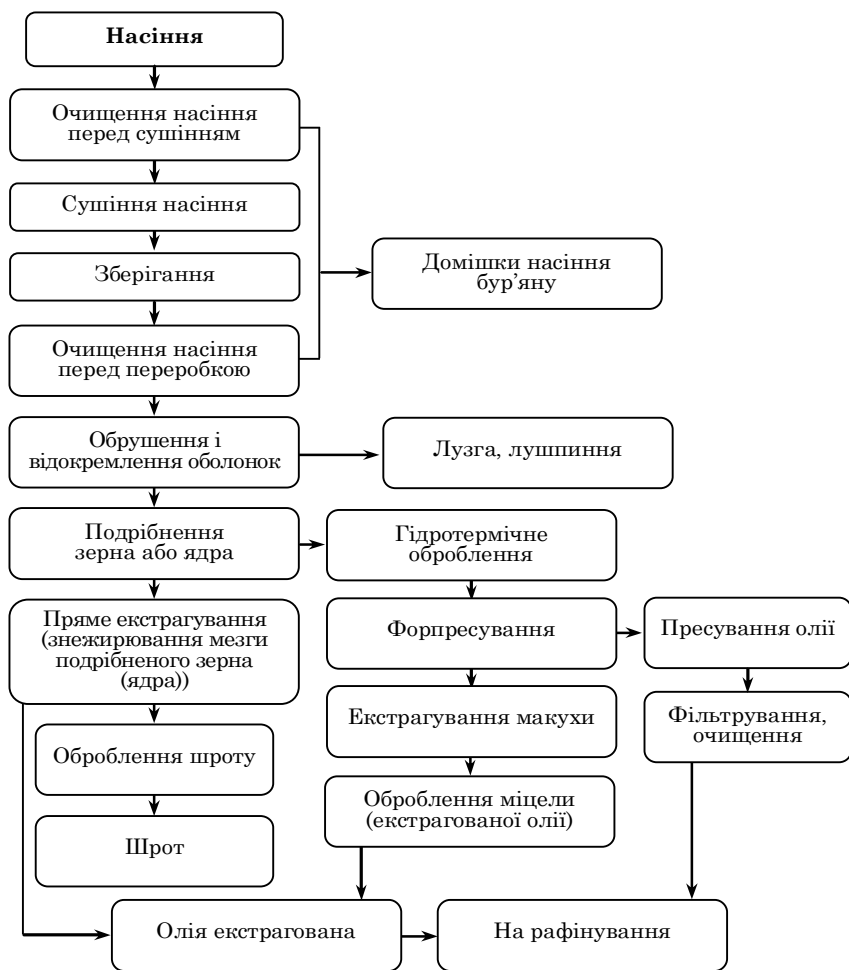 Насіння
Очищення насіння
перед сушінням
Сушіння насіння
Зберігання
Домішки насіння
бур’яну
Очищення насіння
перед переробкою
Обрушення і
відокремлення оболонок
Лузга, лушпиння
Подрібнення
зерна або ядра
Гідротермічне
оброблення
Пряме екстрагування
(знежирювання мезги
подрібненого зерна
(ядра))
Форпресування
Пресування олії
Екстрагування макухи
Фільтрування,
очищення
Оброблення шроту
Оброблення міцели
(екстрагованої олії)
Шрот
Олія екстрагована
На рафінування